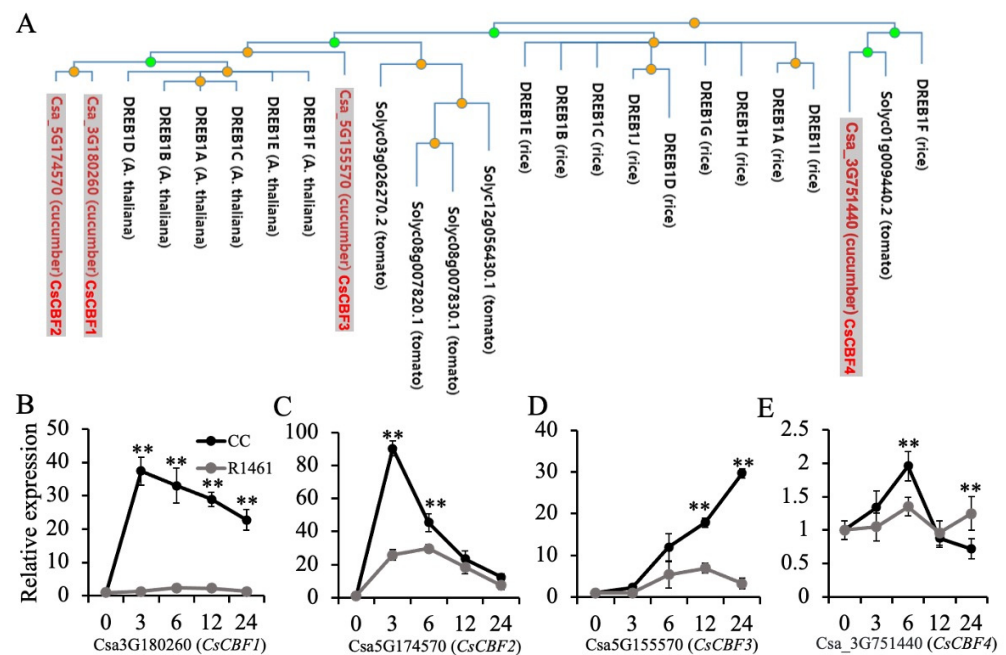 A
Csa_5G174570 (cucumber) CsCBF2
Csa_3G180260 (cucumber) CsCBF1
DREB1D (A. thaliana)
DREB1B (A. thaliana)
DREB1A (A. thaliana)
DREB1C (A. thaliana)
DREB1E (A. thaliana)
DREB1F (A. thaliana)
Csa_5G155570 (cucumber) CsCBF3
Solyc03g026270.2 (tomato)
Solyc08g007820.1 (tomato)
Solyc08g007830.1 (tomato)
Solyc12g056430.1 (tomato)
DREB1E (rice)
DREB1B (rice)
DREB1C (rice)
DREB1J (rice)
DREB1D (rice)
DREB1G (rice)
DREB1H (rice)
DREB1A (rice)
DREB1I (rice)
Csa_3G751440 (cucumber) CsCBF4
Solyc01g009440.2 (tomato)
DREB1F (rice)
B
Relative expression
50
40
30
20
10
0
** ** ** **
CC
R1461
0 3 6 12 24
Csa3G180260 (CsCBF1)
C
100
80
60
40
20
0
** **
0 3 6 12 24
Csa5G174570 (CsCBF2)
D
40
30
20
10
0
** **
0 3 6 12 24
Csa5G155570 (CsCBF3)
E
2.5
2
1.5
1
0.5
0
** **
0 3 6 12 24
Csa_3G751440 (CsCBF4)